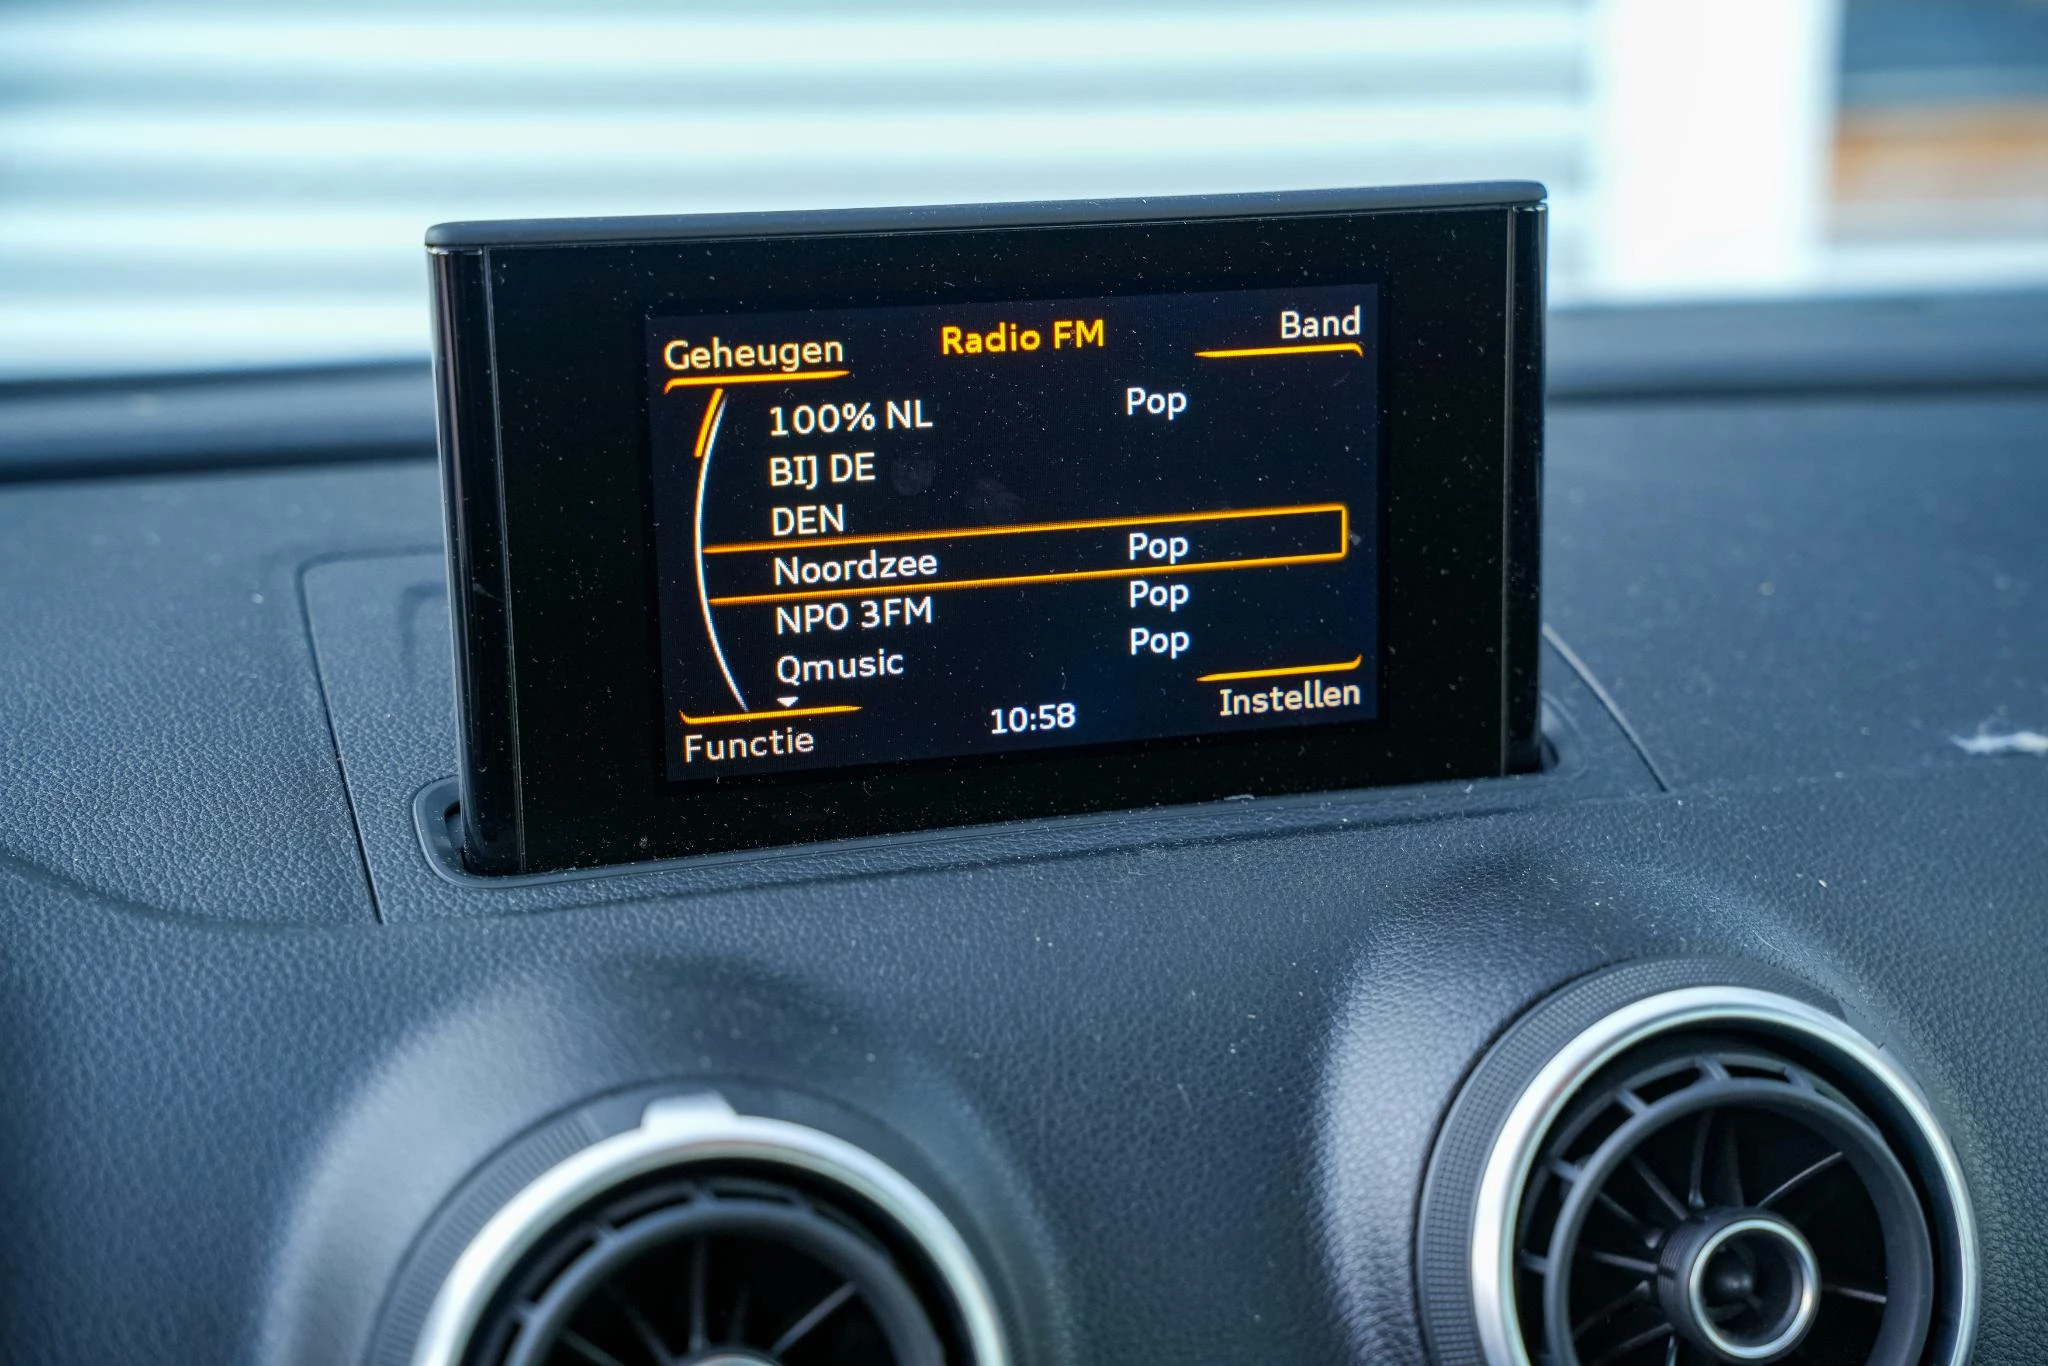 Geheugen Radio FM Band
100% NL Pop
BIJ DE
DEN
Noordzee Pop
NPO 3FM Pop
Qmusic Pop
Functie 10:58 Instellen